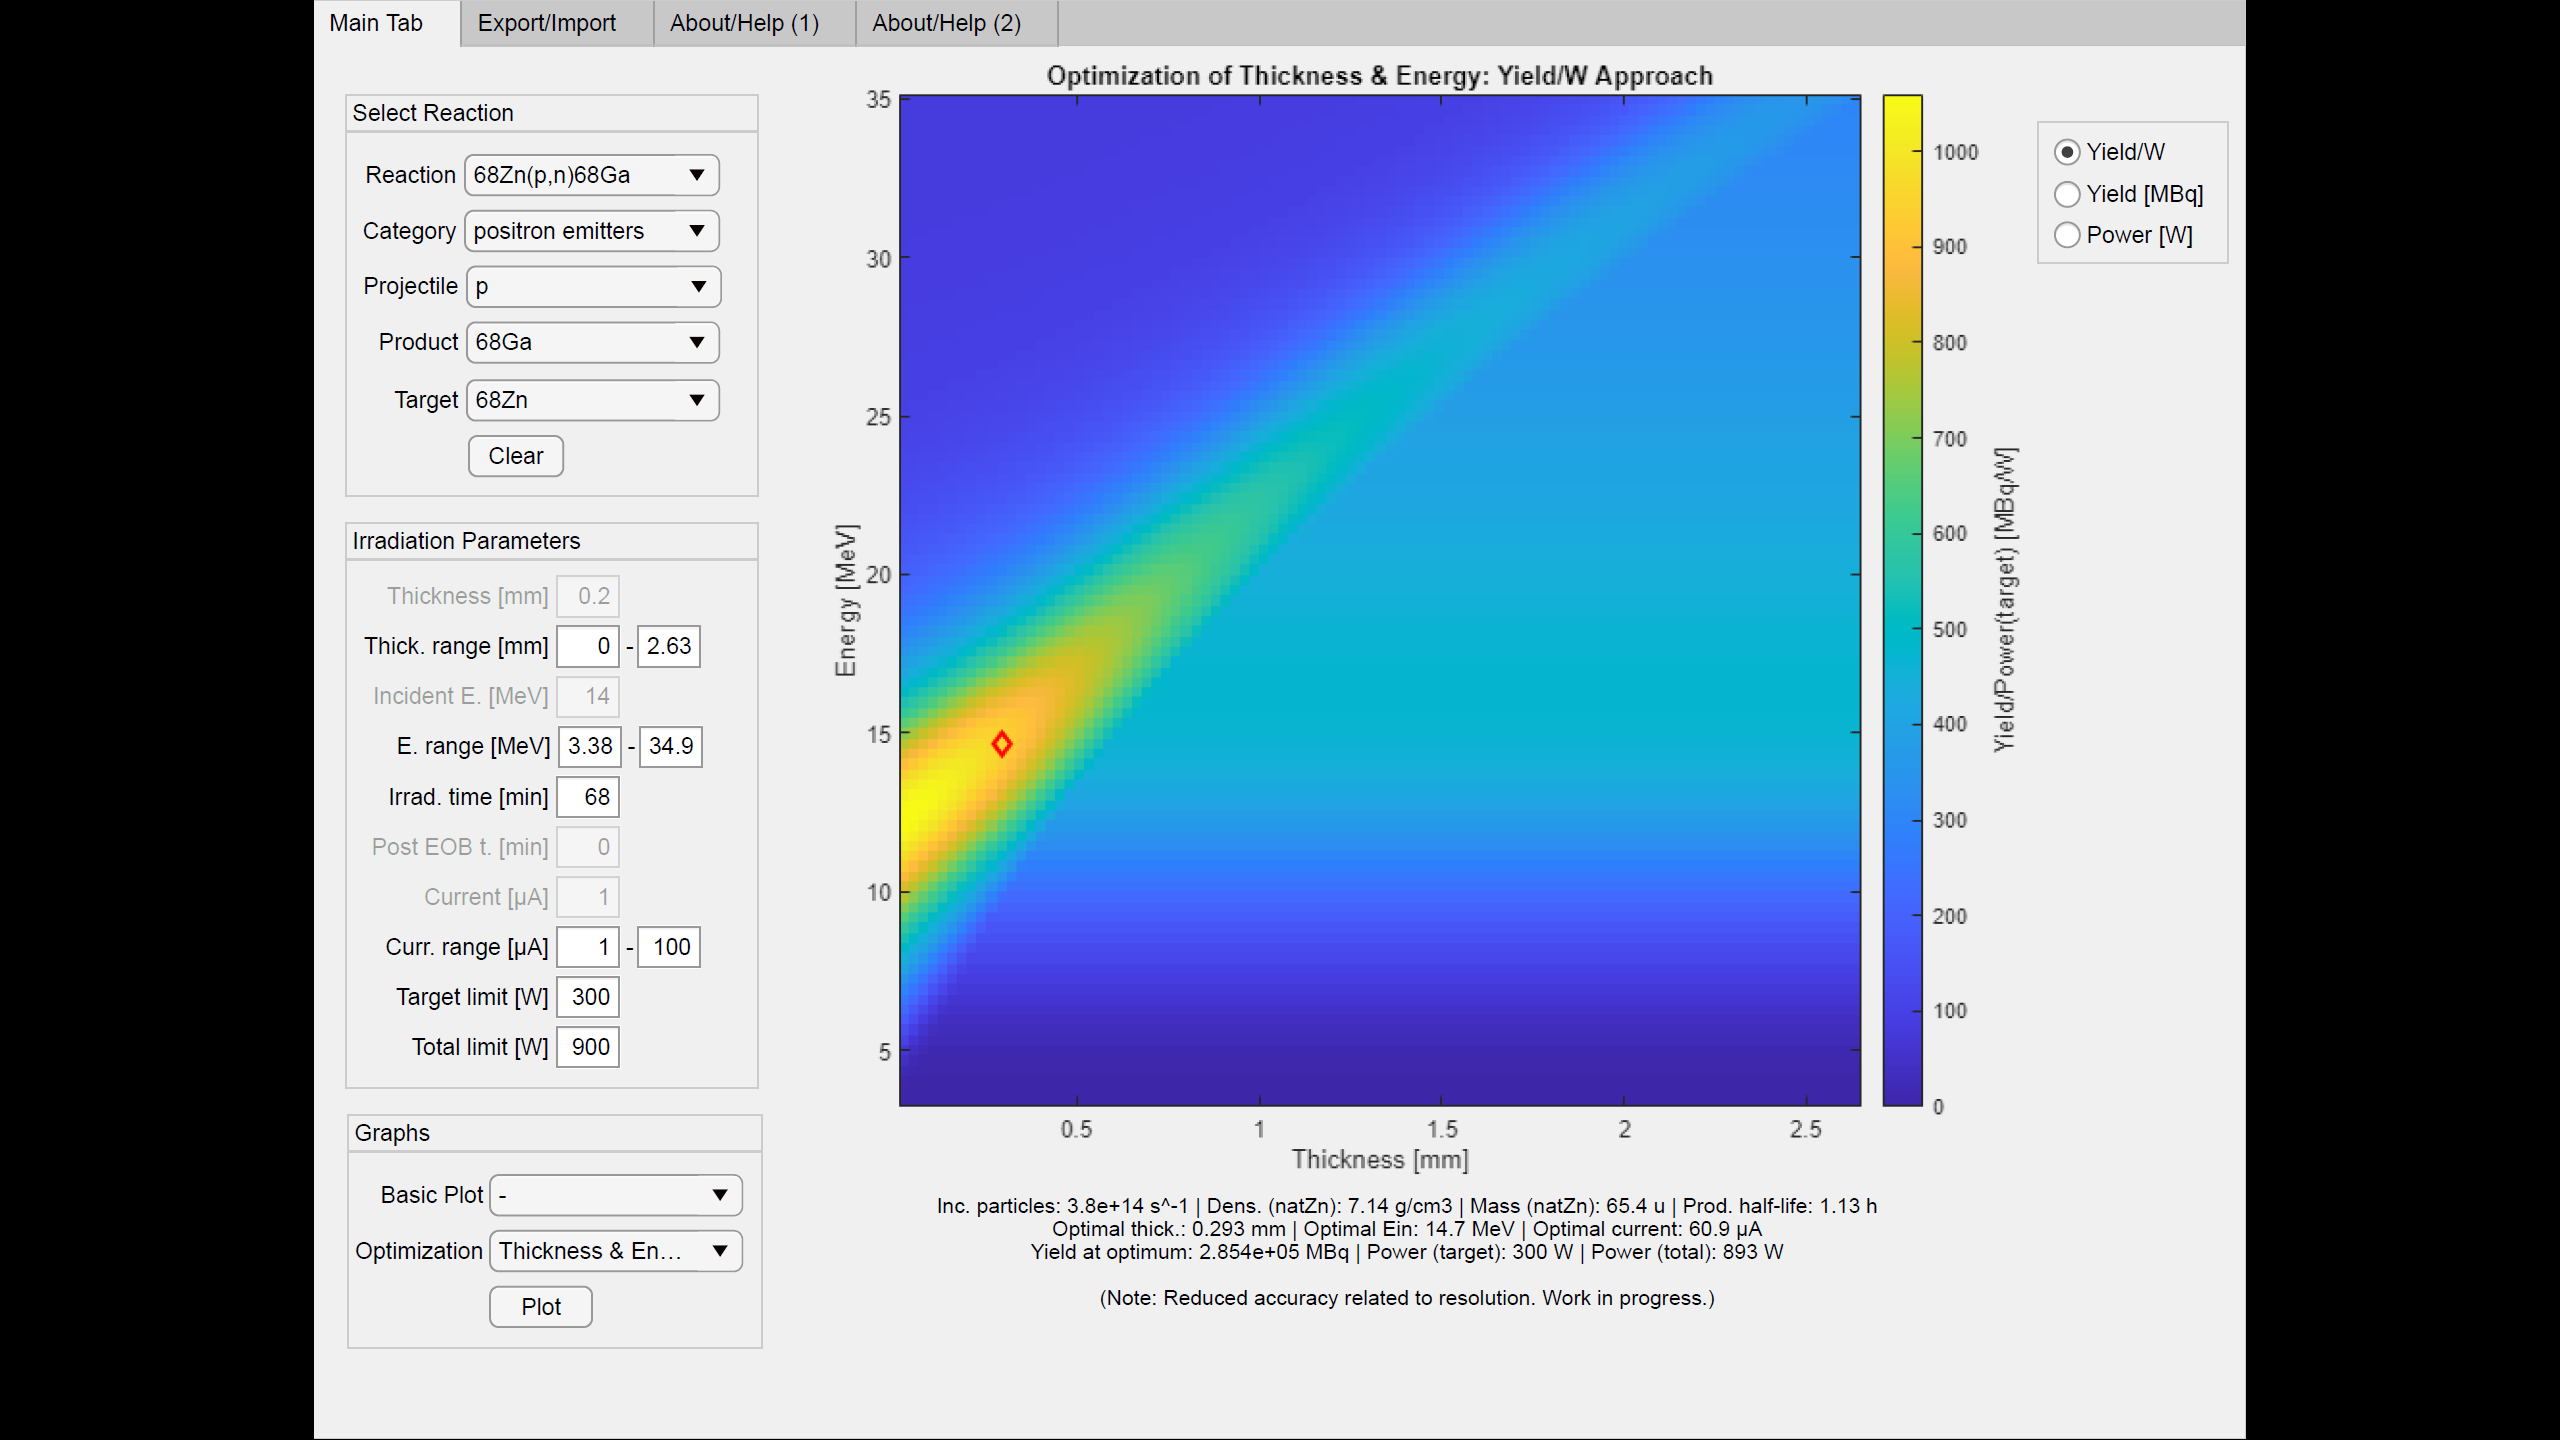 Main Tab
Export/Import
About/Help (1)
About/Help (2)
Select Reaction
Reaction 68Zn(p,n)68Ga
Category positron emitters
Projectile p
Product 68Ga
Target 68Zn
Clear
Irradiation Parameters
Thickness [mm] 0.2
Thick. range [mm] 0 - 2.63
Incident E. [MeV] 14
E. range [MeV] 3.38 - 34.9
Irrad. time [min] 68
Post EOB t. [min] 0
Current [µA] 1
Curr. range [µA] 1 - 100
Target limit [W] 300
Total limit [W] 900
Graphs
Basic Plot -
Optimization Thickness & En...
Plot
Optimization of Thickness & Energy: Yield/W Approach
35
30
25
20
15
10
5
Energy [MeV]
0.5 1 1.5 2 2.5
Thickness [mm]
1000
900
800
700
600
500
400
300
200
100
0
Yield/Power(target) [MBq/W]
Yield/W
Yield [MBq]
Power [W]
Inc. particles: 3.8e+14 s^-1 | Dens. (natZn): 7.14 g/cm3 | Mass (natZn): 65.4 u | Prod. half-life: 1.13 h
Optimal thick.: 0.293 mm | Optimal Ein: 14.7 MeV | Optimal current: 60.9 µA
Yield at optimum: 2.854e+05 MBq | Power (target): 300 W | Power (total): 893 W
(Note: Reduced accuracy related to resolution. Work in progress.)